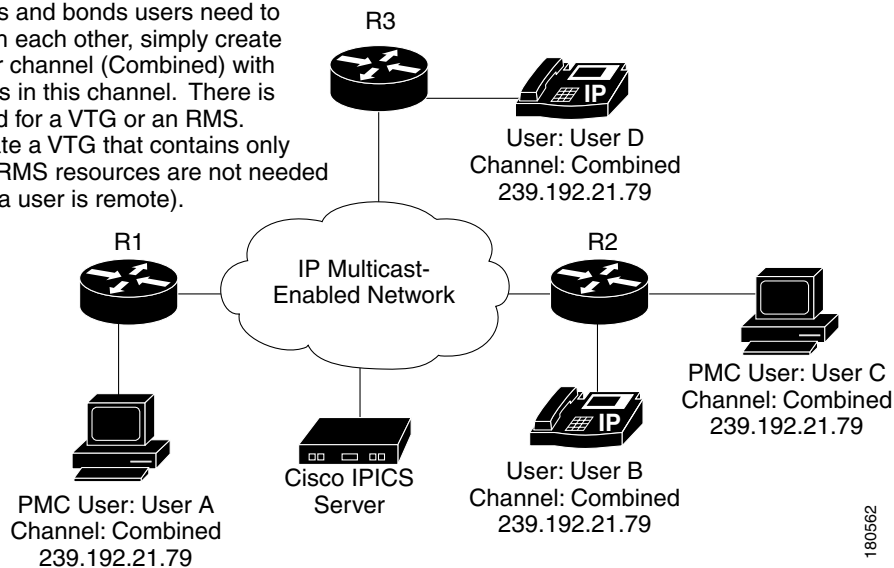 s and bonds users need to
n each other, simply create
r channel (Combined) with
s in this channel. There is
d for a VTG or an RMS.
ate a VTG that contains only
RMS resources are not needed
a user is remote).
R3
IP
User: User D
Channel: Combined
239.192.21.79
R1
IP Multicast-
Enabled Network
R2
PMC User: User C
Channel: Combined
239.192.21.79
IP
User: User B
Channel: Combined
239.192.21.79
Cisco IPICS
Server
PMC User: User A
Channel: Combined
239.192.21.79
180562